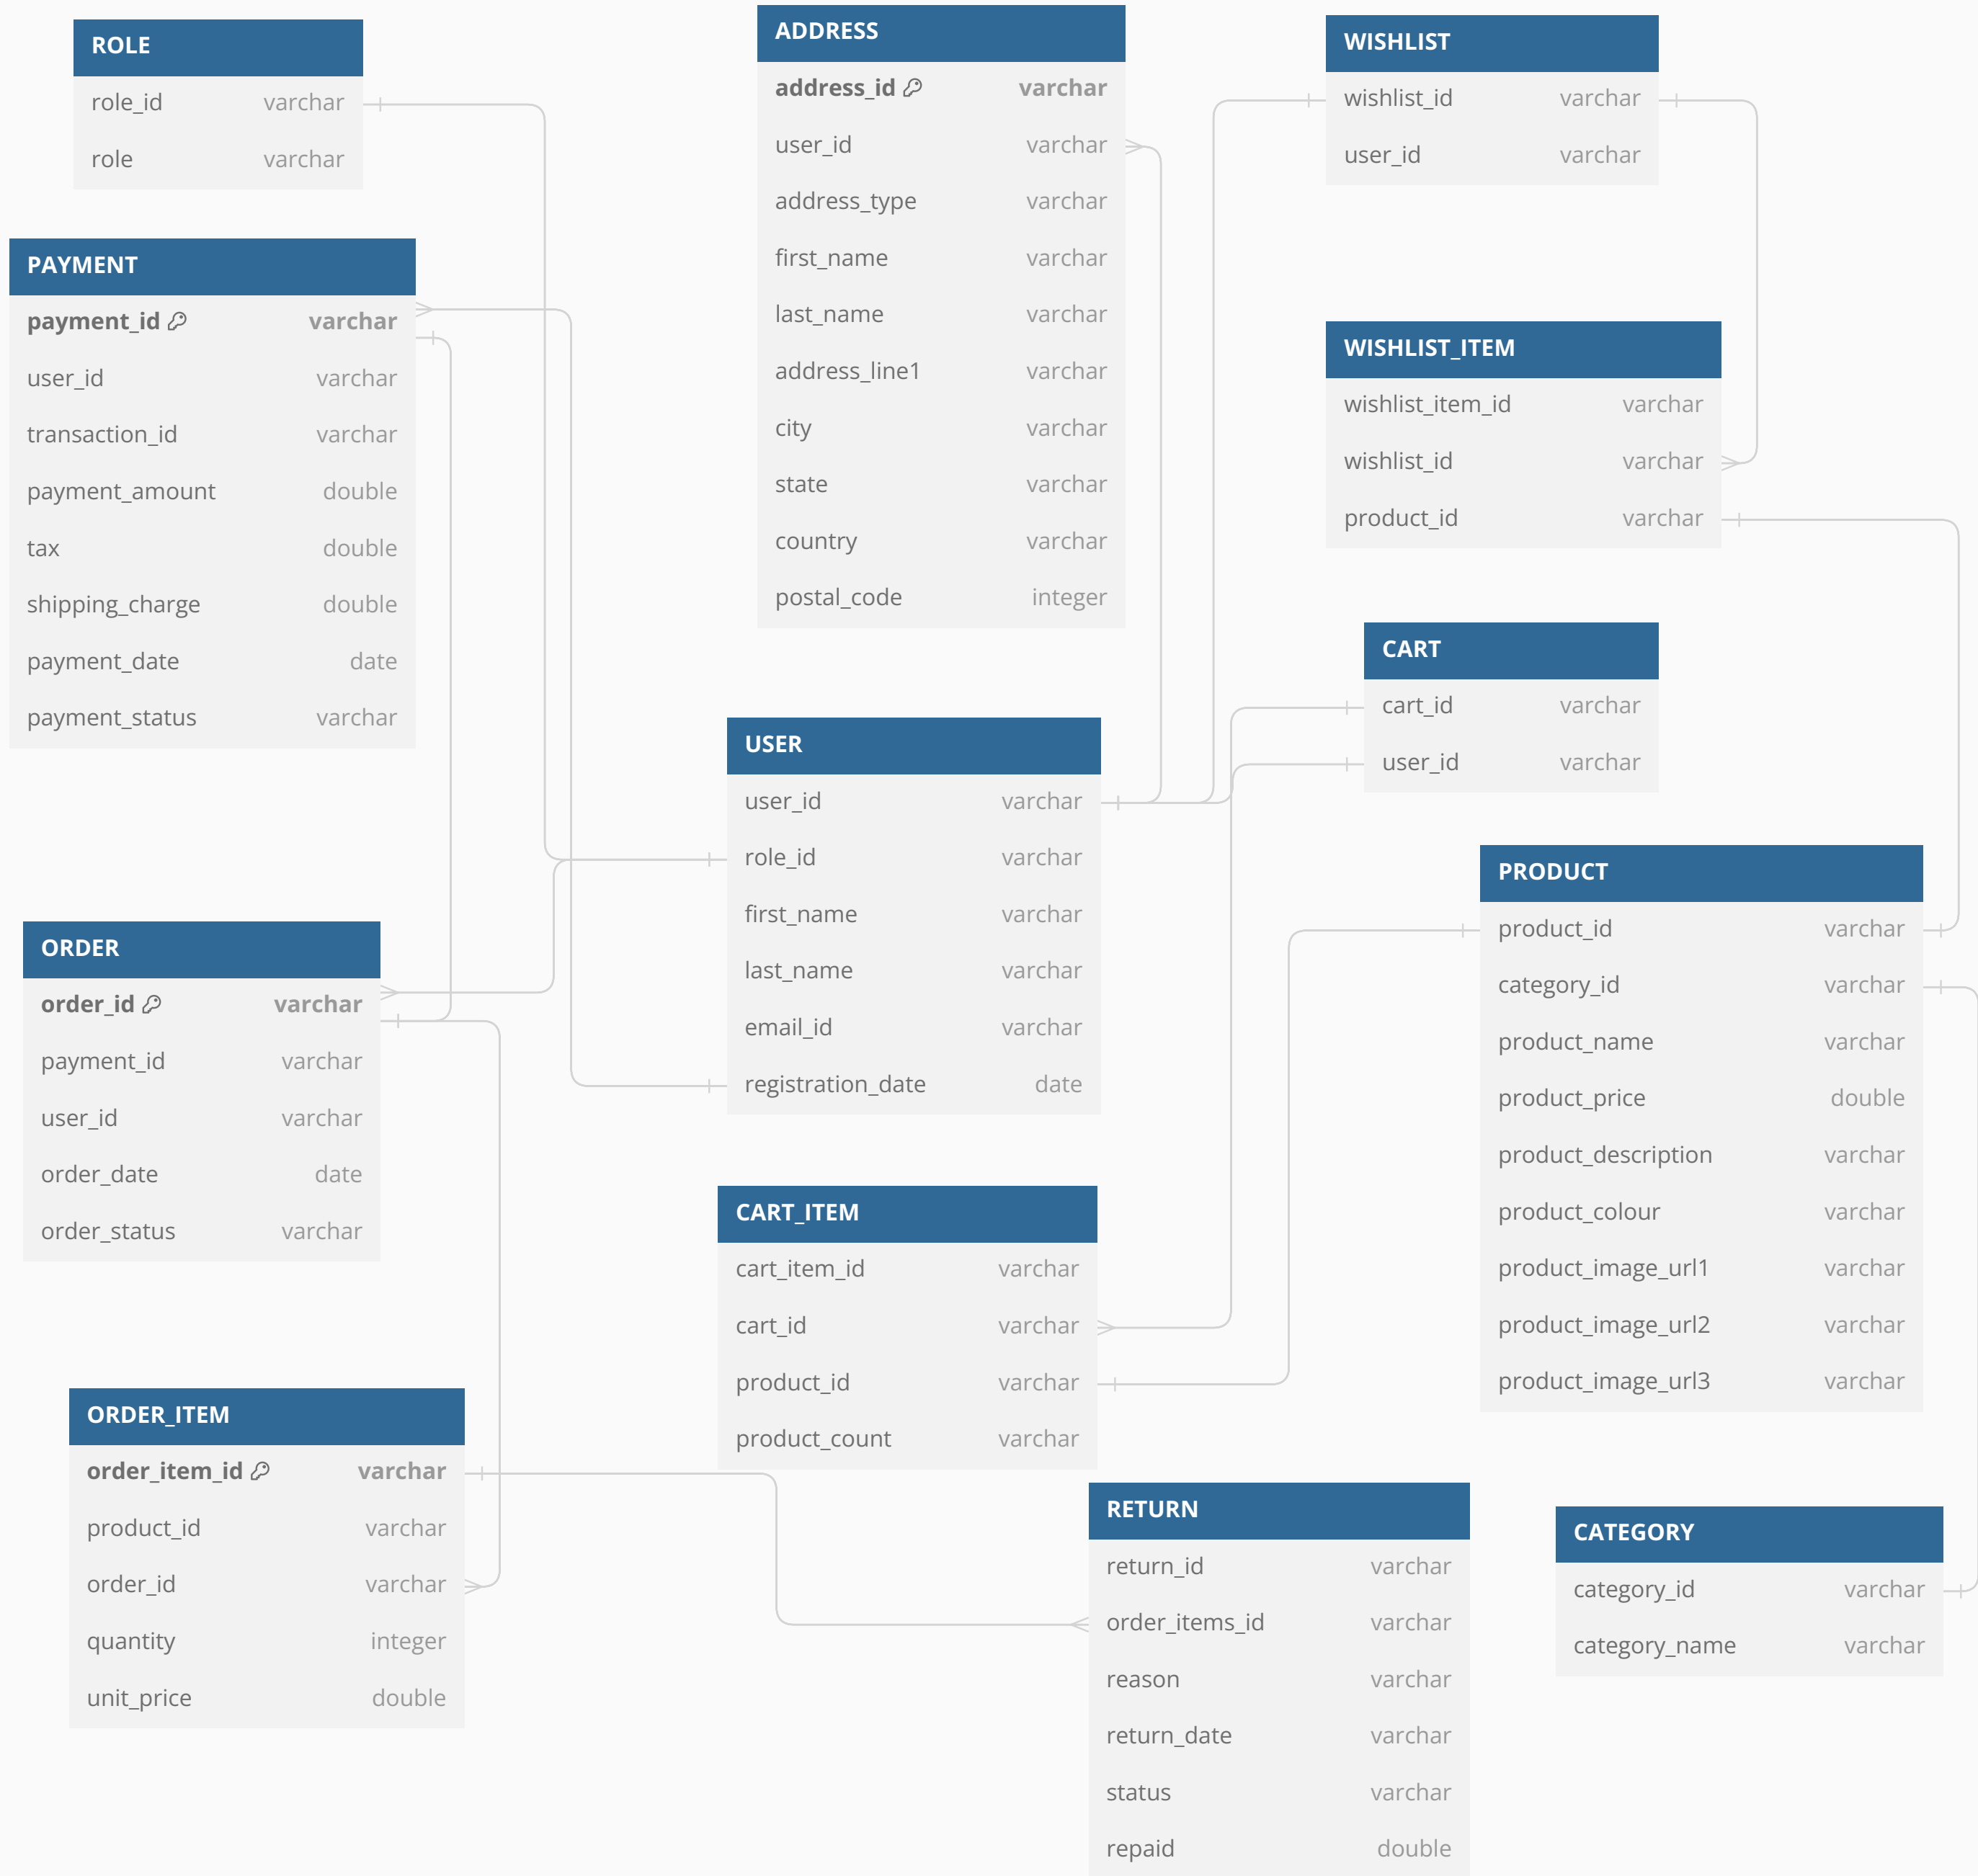 ROLE
role_id varchar
role varchar
PAYMENT
payment_id varchar
user_id varchar
transaction_id varchar
payment_amount double
tax double
shipping_charge double
payment_date date
payment_status varchar
ORDER
order_id varchar
payment_id varchar
user_id varchar
order_date date
order_status varchar
ORDER_ITEM
order_item_id varchar
product_id varchar
order_id varchar
quantity integer
unit_price double
ADDRESS
address_id varchar
user_id varchar
address_type varchar
first_name varchar
last_name varchar
address_line1 varchar
city varchar
state varchar
country varchar
postal_code integer
USER
user_id varchar
role_id varchar
first_name varchar
last_name varchar
email_id varchar
registration_date date
CART_ITEM
cart_item_id varchar
cart_id varchar
product_id varchar
product_count varchar
RETURN
return_id varchar
order_items_id varchar
reason varchar
return_date varchar
status varchar
repaid double
WISHLIST
wishlist_id varchar
user_id varchar
WISHLIST_ITEM
wishlist_item_id varchar
wishlist_id varchar
product_id varchar
CART
cart_id varchar
user_id varchar
PRODUCT
product_id varchar
category_id varchar
product_name varchar
product_price double
product_description varchar
product_colour varchar
product_image_url1 varchar
product_image_url2 varchar
product_image_url3 varchar
CATEGORY
category_id varchar
category_name varchar